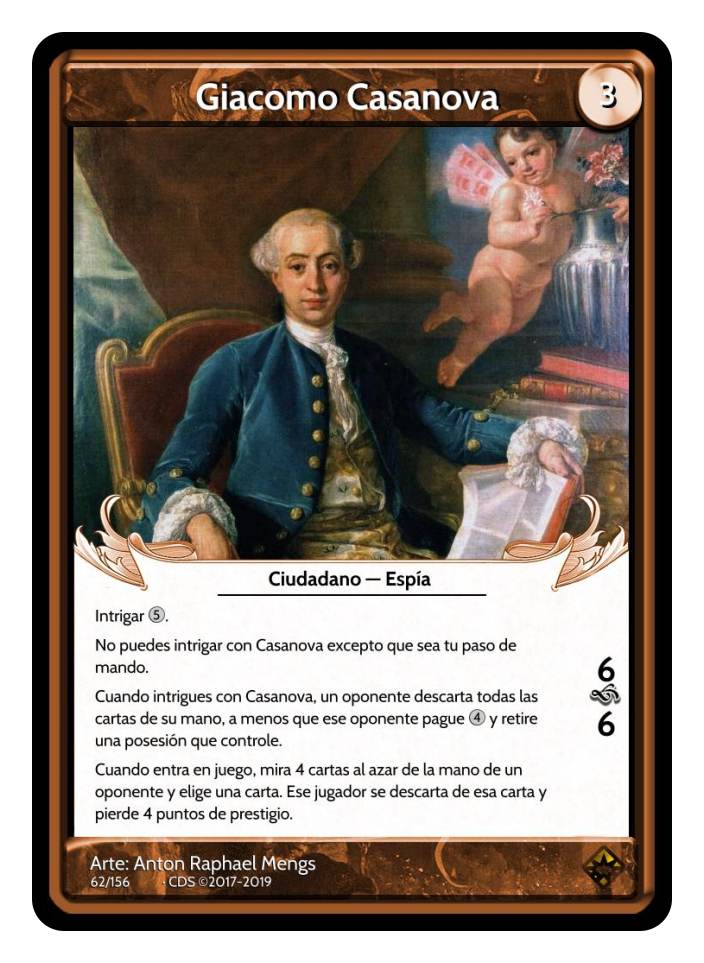 Giacomo Casanova
3
Ciudadano — Espía
Intrigar 5.
No puedes intrigar con Casanova excepto que sea tu paso de
mando.
Cuando intrigues con Casanova, un oponente descarta todas las
cartas de su mano, a menos que ese oponente pague 4 y retire
una posesión que controle.
Cuando entra en juego, mira 4 cartas al azar de la mano de un
oponente y elige una carta. Ese jugador se descarta de esa carta y
pierde 4 puntos de prestigio.
6
6
Arte: Anton Raphael Mengs
62/156 · CDS ©2017-2019